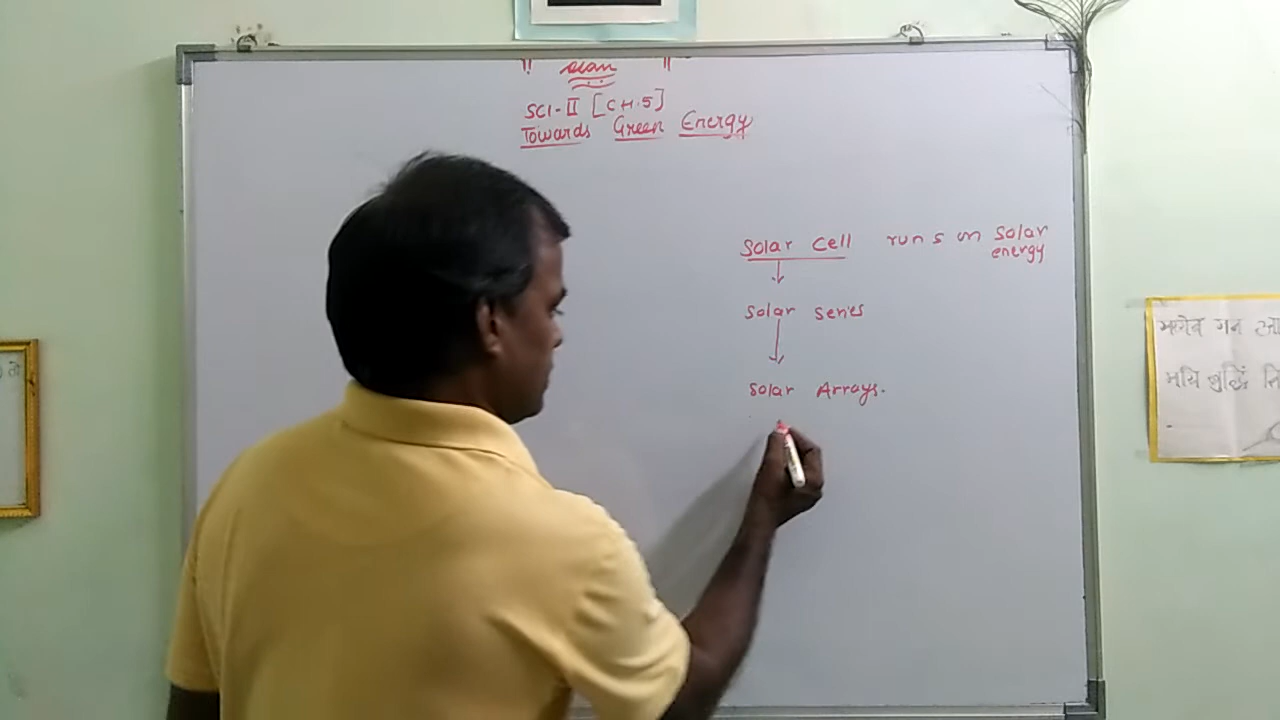 SCI-II [CH.5]
Towards Green Energy
Solar Cell runs on Solar
energy
Solar series
Solar Arrays.